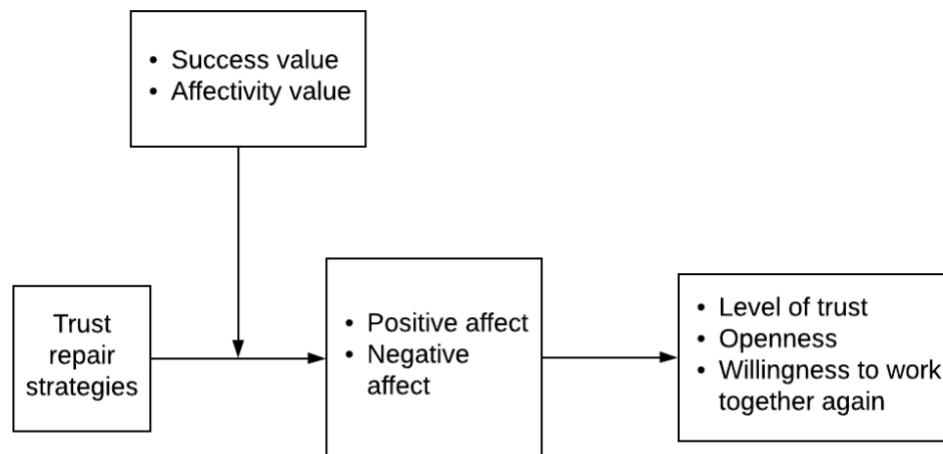 • Success value
• Affectivity value
Trust
repair
strategies
• Positive affect
• Negative
affect
• Level of trust
• Openness
• Willingness to work
together again